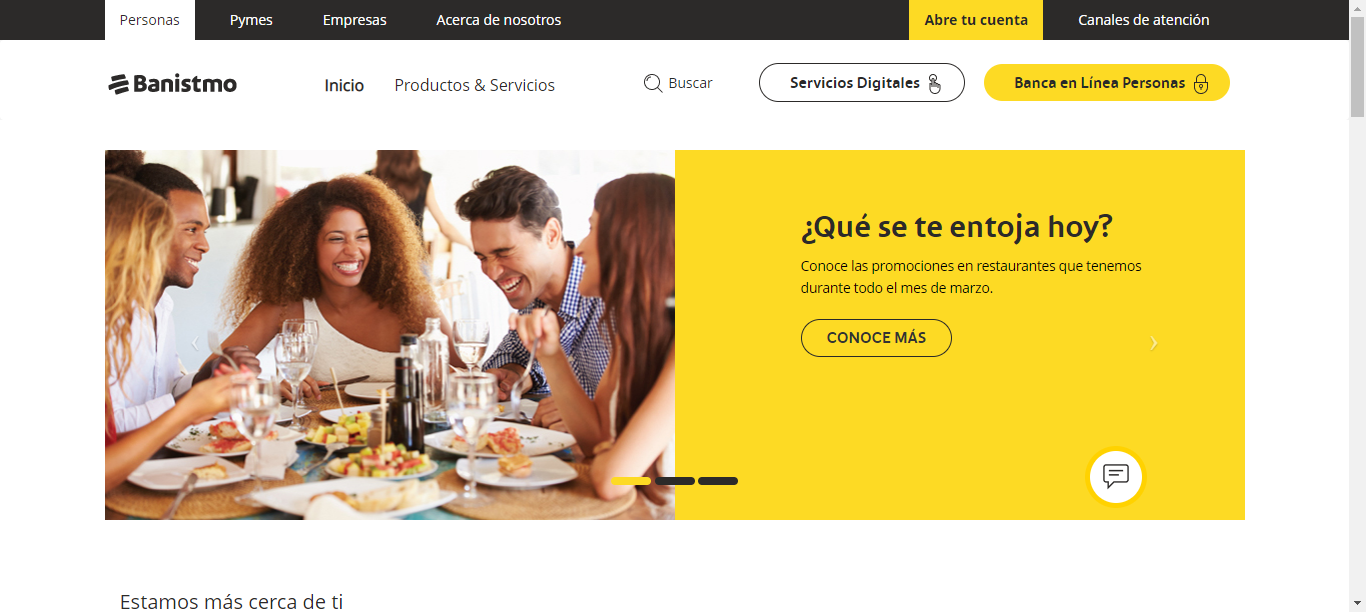 Personas Pymes Empresas Acerca de nosotros Abre tu cuenta Canales de atención
Banistmo Inicio Productos & Servicios Buscar Servicios Digitales Banca en Línea Personas
¿Qué se te entoja hoy?
Conoce las promociones en restaurantes que tenemos
durante todo el mes de marzo.
CONOCE MÁS
Estamos más cerca de ti